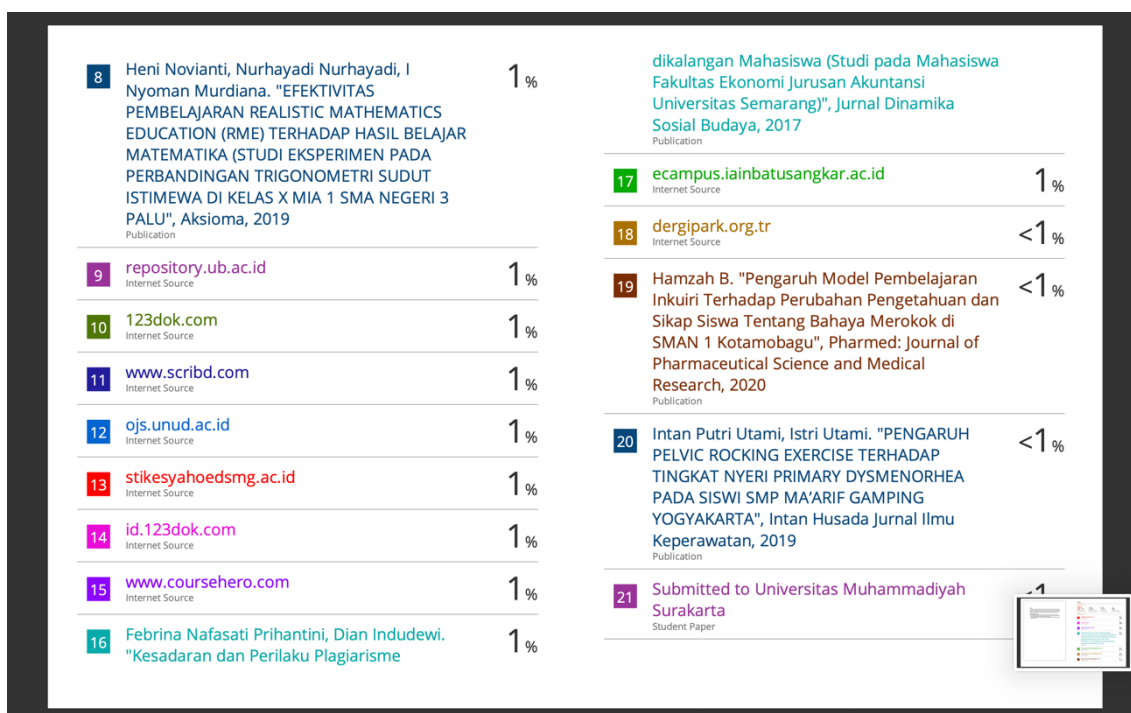 8
Heni Novianti, Nurhayadi Nurhayadi, I
Nyoman Murdiana. "EFEKTIVITAS
PEMBELAJARAN REALISTIC MATHEMATICS
EDUCATION (RME) TERHADAP HASIL BELAJAR
MATEMATIKA (STUDI EKSPERIMEN PADA
PERBANDINGAN TRIGONOMETRI SUDUT
ISTIMEWA DI KELAS X MIA 1 SMA NEGERI 3
PALU", Aksioma, 2019
Publication
1 %
9
repository.ub.ac.id
Internet Source
1 %
10
123dok.com
Internet Source
1 %
11
www.scribd.com
Internet Source
1 %
12
ojs.unud.ac.id
Internet Source
1 %
13
stikesyahoedsmg.ac.id
Internet Source
1 %
14
id.123dok.com
Internet Source
1 %
15
www.coursehero.com
Internet Source
1 %
16
Febrina Nafasati Prihantini, Dian Indudewi.
"Kesadaran dan Perilaku Plagiarisme
1 %
dikalangan Mahasiswa (Studi pada Mahasiswa
Fakultas Ekonomi Jurusan Akuntansi
Universitas Semarang)", Jurnal Dinamika
Sosial Budaya, 2017
Publication
17
ecampus.iainbatusangkar.ac.id
Internet Source
1 %
18
dergipark.org.tr
Internet Source
<1 %
19
Hamzah B. "Pengaruh Model Pembelajaran
Inkuiri Terhadap Perubahan Pengetahuan dan
Sikap Siswa Tentang Bahaya Merokok di
SMAN 1 Kotamobagu", Pharmed: Journal of
Pharmaceutical Science and Medical
Research, 2020
Publication
<1 %
20
Intan Putri Utami, Istri Utami. "PENGARUH
PELVIC ROCKING EXERCISE TERHADAP
TINGKAT NYERI PRIMARY DYSMENORHEA
PADA SISWI SMP MA'ARIF GAMPING
YOGYAKARTA", Intan Husada Jurnal Ilmu
Keperawatan, 2019
Publication
<1 %
21
Submitted to Universitas Muhammadiyah
Surakarta
Student Paper
<1